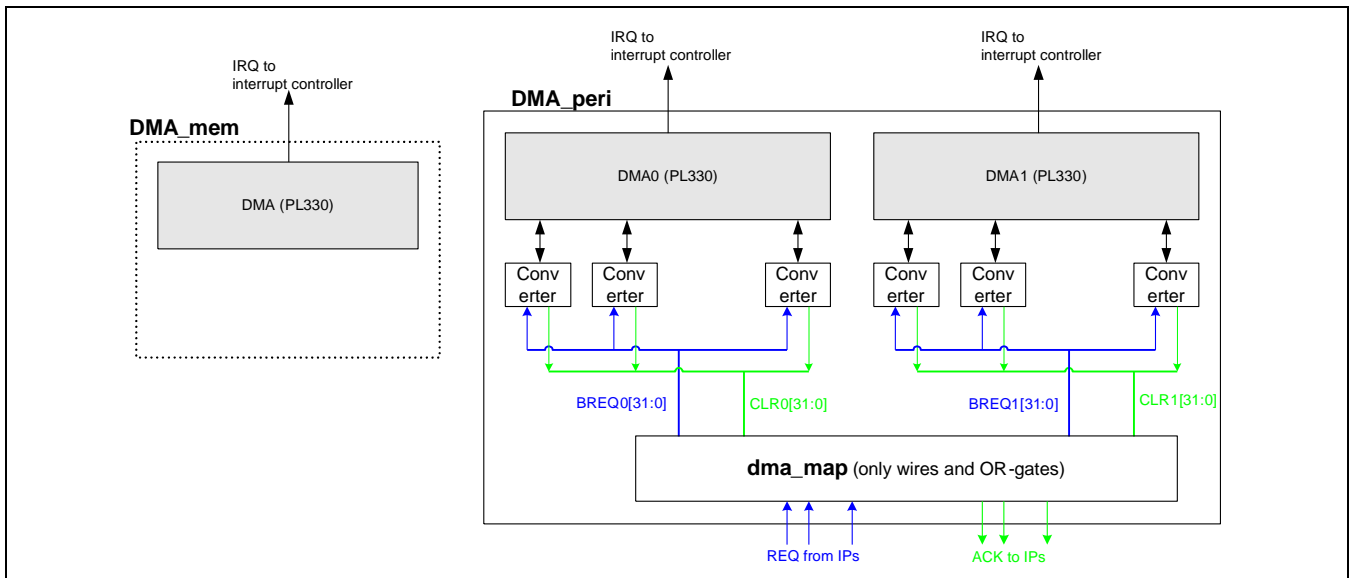 IRQ to
interrupt controller
IRQ to
interrupt controller
IRQ to
interrupt controller
DMA_mem
DMA_peri
DMA (PL330)
DMA0 (PL330)
DMA1 (PL330)
Conv
erter
Conv
erter
Conv
erter
Conv
erter
Conv
erter
Conv
erter
BREQ0[31:0]
CLR0[31:0]
BREQ1[31:0]
CLR1[31:0]
dma_map (only wires and OR-gates)
REQ from IPs
ACK to IPs